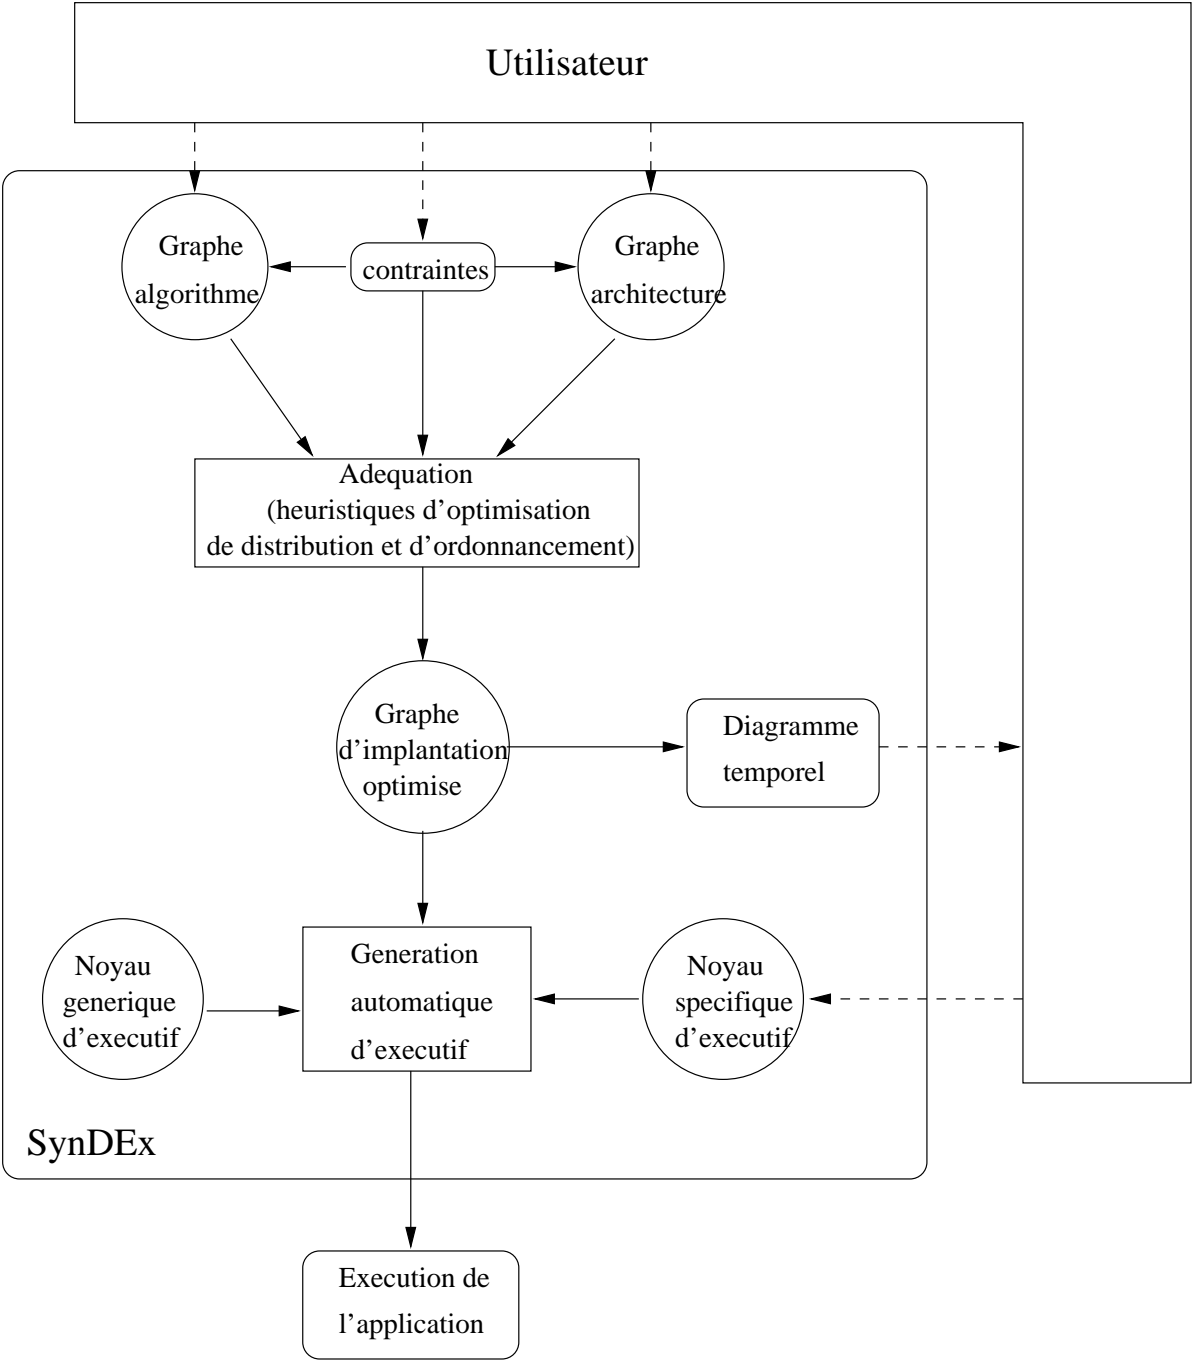 Utilisateur
Graphe
algorithme
contraintes
Graphe
architecture
Adequation
(heuristiques d’optimisation
de distribution et d’ordonnancement)
Graphe
d’implantation
optimise
Diagramme
temporel
Noyau
generique
d’executif
Generation
automatique
d’executif
Noyau
specifique
d’executif
SynDEx
Execution de
l’application